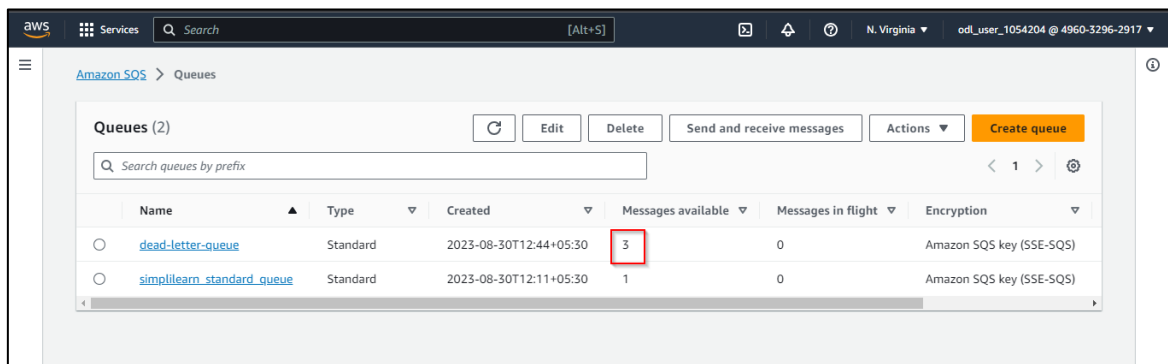 aws Services Search [Alt+S] N. Virginia ▼ odl_user_1054204 @ 4960-3296-2917 ▼
Amazon SQS > Queues
Queues (2) Edit Delete Send and receive messages Actions ▼ Create queue
Search queues by prefix < 1 >
Name ▲ Type ▽ Created ▽ Messages available ▽ Messages in flight ▽ Encryption ▽
dead-letter-queue Standard 2023-08-30T12:44+05:30 3 0 Amazon SQS key (SSE-SQS)
simplilearn_standard_queue Standard 2023-08-30T12:11+05:30 1 0 Amazon SQS key (SSE-SQS)